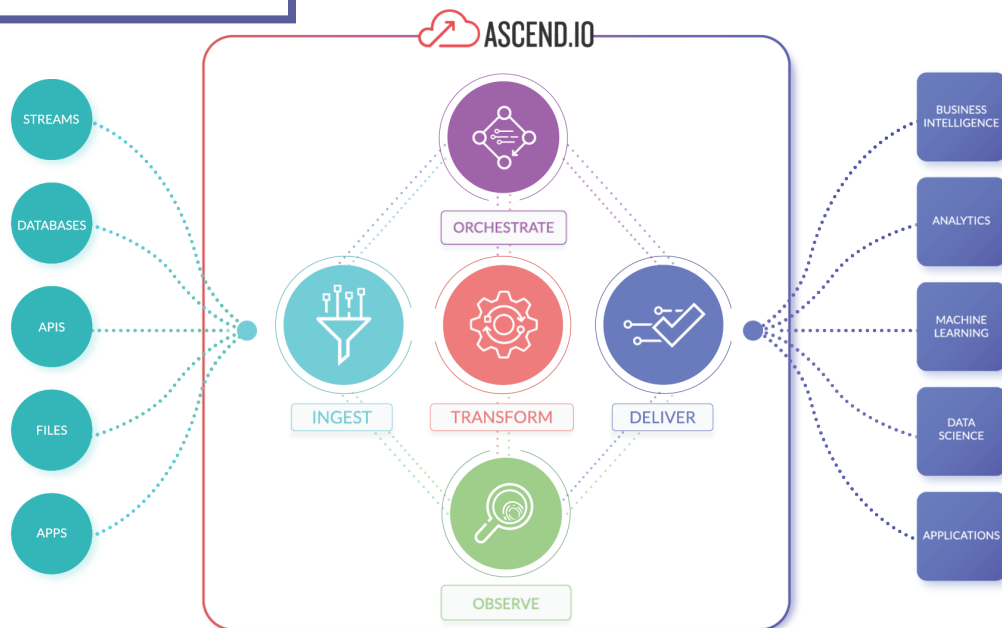 ASCEND.IO
STREAMS
DATABASES
APIS
FILES
APPS
ORCHESTRATE
INGEST
TRANSFORM
DELIVER
OBSERVE
BUSINESS
INTELLIGENCE
ANALYTICS
MACHINE
LEARNING
DATA
SCIENCE
APPLICATIONS